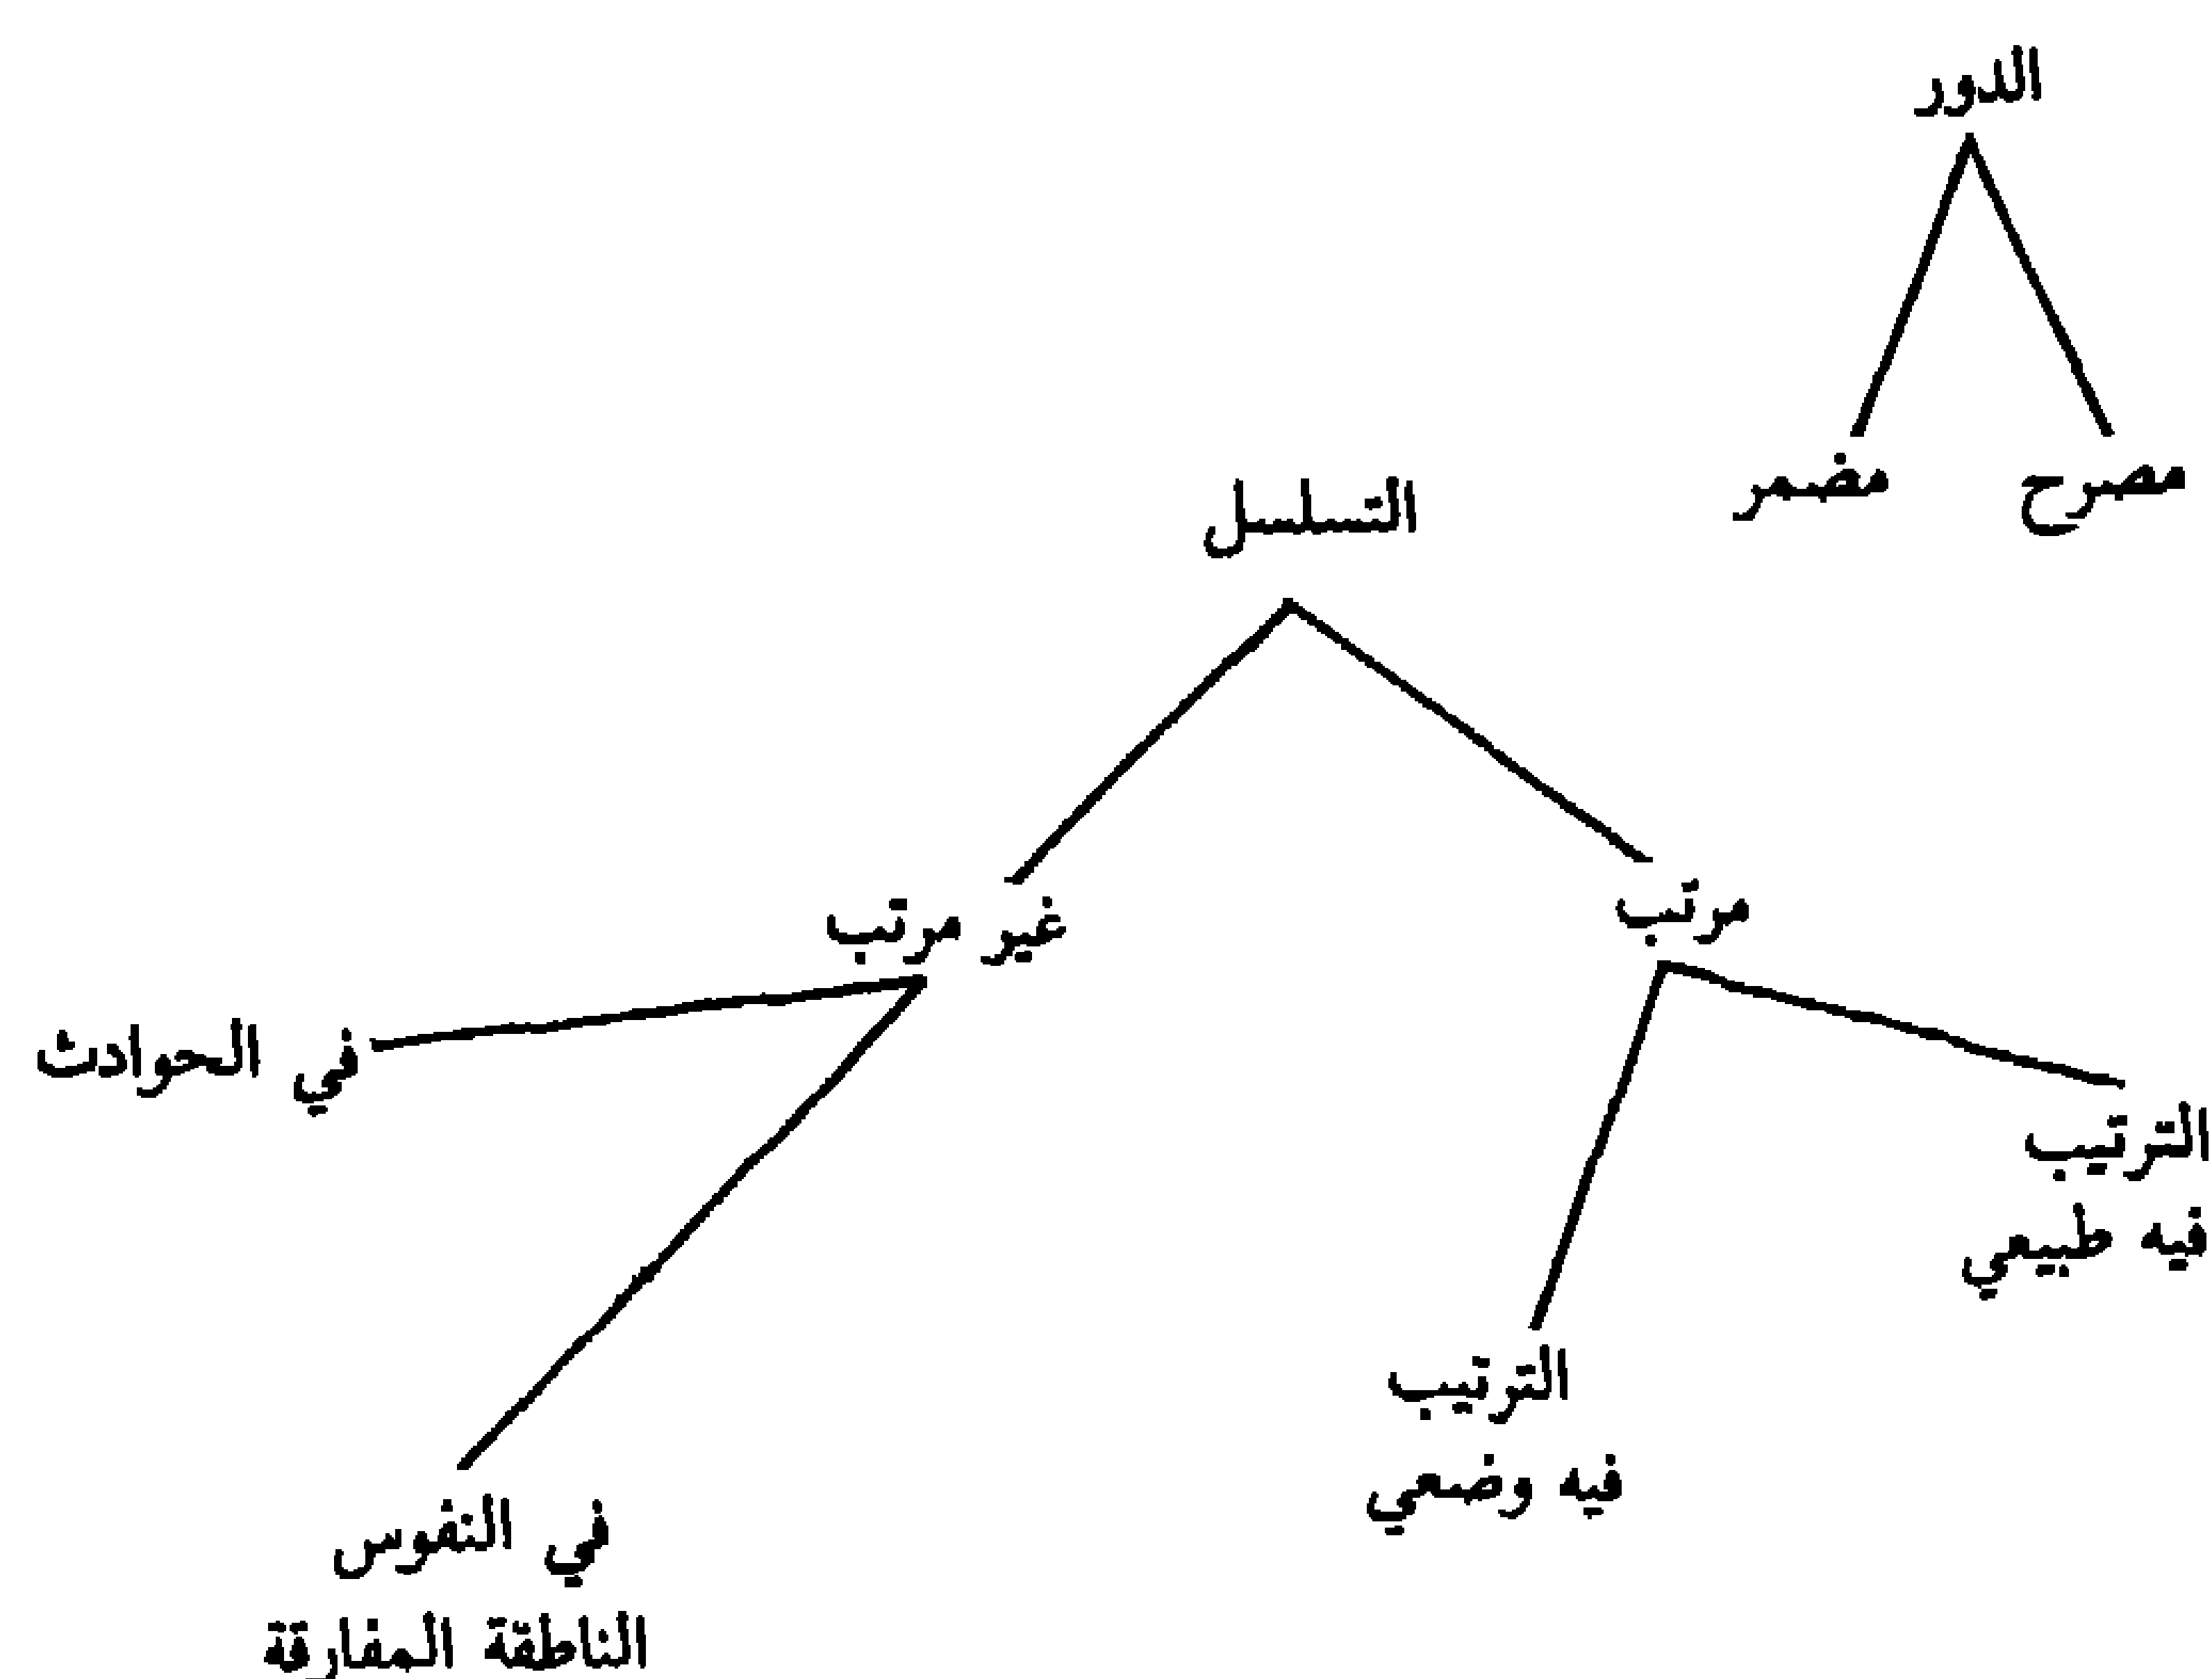 الدور
مصرح
مضمر
التسلسل
مرتب
غير مرتب
الترتيب
فيه طبيعي
الترتيب
فيه وضعي
في الحوادث
في النفوس
الناطقة المفارقة